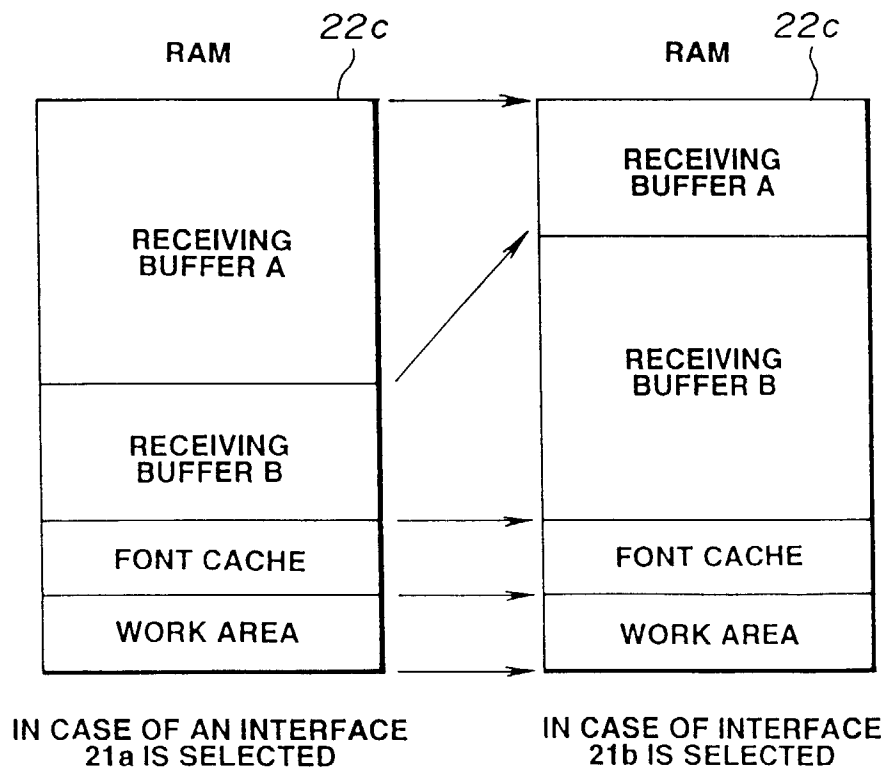 RAM
22c
RECEIVING
BUFFER A
RECEIVING
BUFFER B
FONT CACHE
WORK AREA
IN CASE OF AN INTERFACE
21a IS SELECTED
RAM
22c
RECEIVING
BUFFER A
RECEIVING
BUFFER B
FONT CACHE
WORK AREA
IN CASE OF INTERFACE
21b IS SELECTED